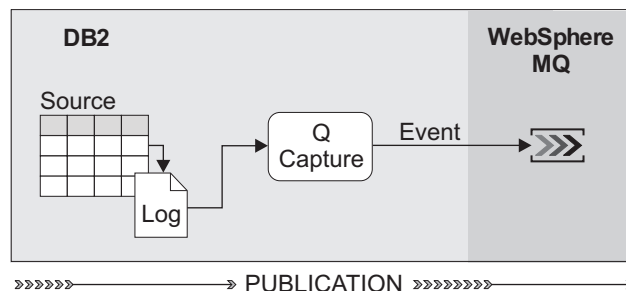 DB2
WebSphere
MQ
Source
Q
Capture
Event
Log
PUBLICATION